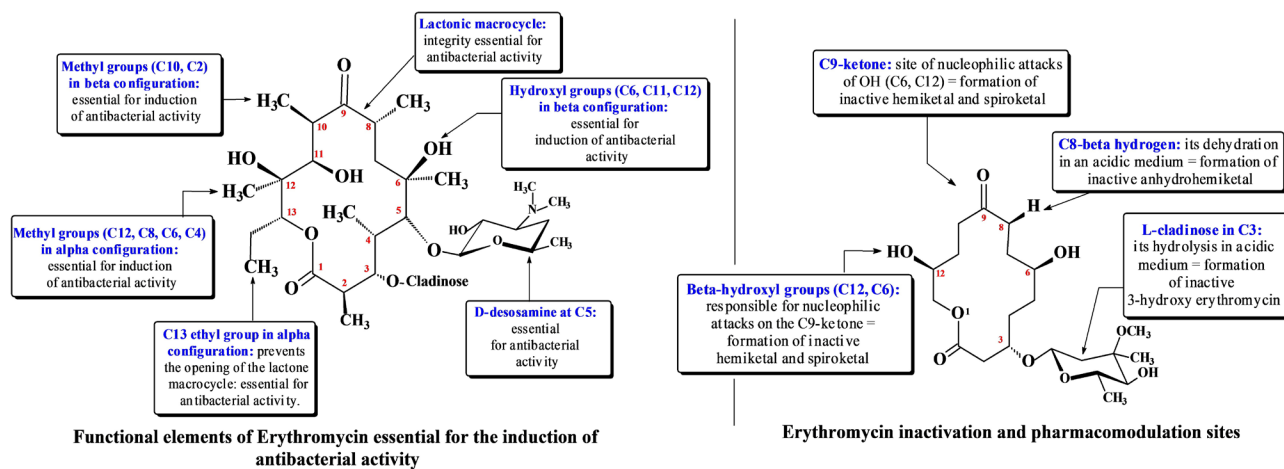 Lactonic macrocycle:
integrity essential for
antibacterial activity
Methyl groups (C10, C2)
in beta configuration:
essential for induction
of antibacterial activity
Hydroxyl groups (C6, C11, C12)
in beta configuration:
essential for
induction of antibacterial
activity
Methyl groups (C12, C8, C6, C4)
in alpha configuration:
essential for induction
of antibacterial activity
C13 ethyl group in alpha
configuration: prevents
the opening of the lactone
macrocycle: essential for
antibacterial activity.
D-desosamine at C5:
essential
for antibacterial
activity
O
H3C
9
CH3
10
8
HO
11
OH
OH
12
6
CH3
H3C
13
H3C
5
CH3
N
CH3
HO
4
O
O
O
CH3
CH3
1
O
2
3
O-Cladinose
CH3
Functional elements of Erythromycin essential for the induction of
antibacterial activity
C9-ketone: site of nucleophilic attacks
of OH (C6, C12) = formation of
inactive hemiketal and spiroketal
C8-beta hydrogen: its dehydration
in an acidic medium = formation of
inactive anhydrohemiketal
L-cladinose in C3:
its hydrolysis in acidic
medium = formation
of inactive
3-hydroxy erythromycin
Beta-hydroxyl groups (C12, C6):
responsible for nucleophilic
attacks on the C9-ketone =
formation of inactive
hemiketal and spiroketal
O
9
H
8
HO
12
6
OH
O
1
O
3
O
O
OCH3
CH3
OH
CH3
Erythromycin inactivation and pharmacomodulation sites